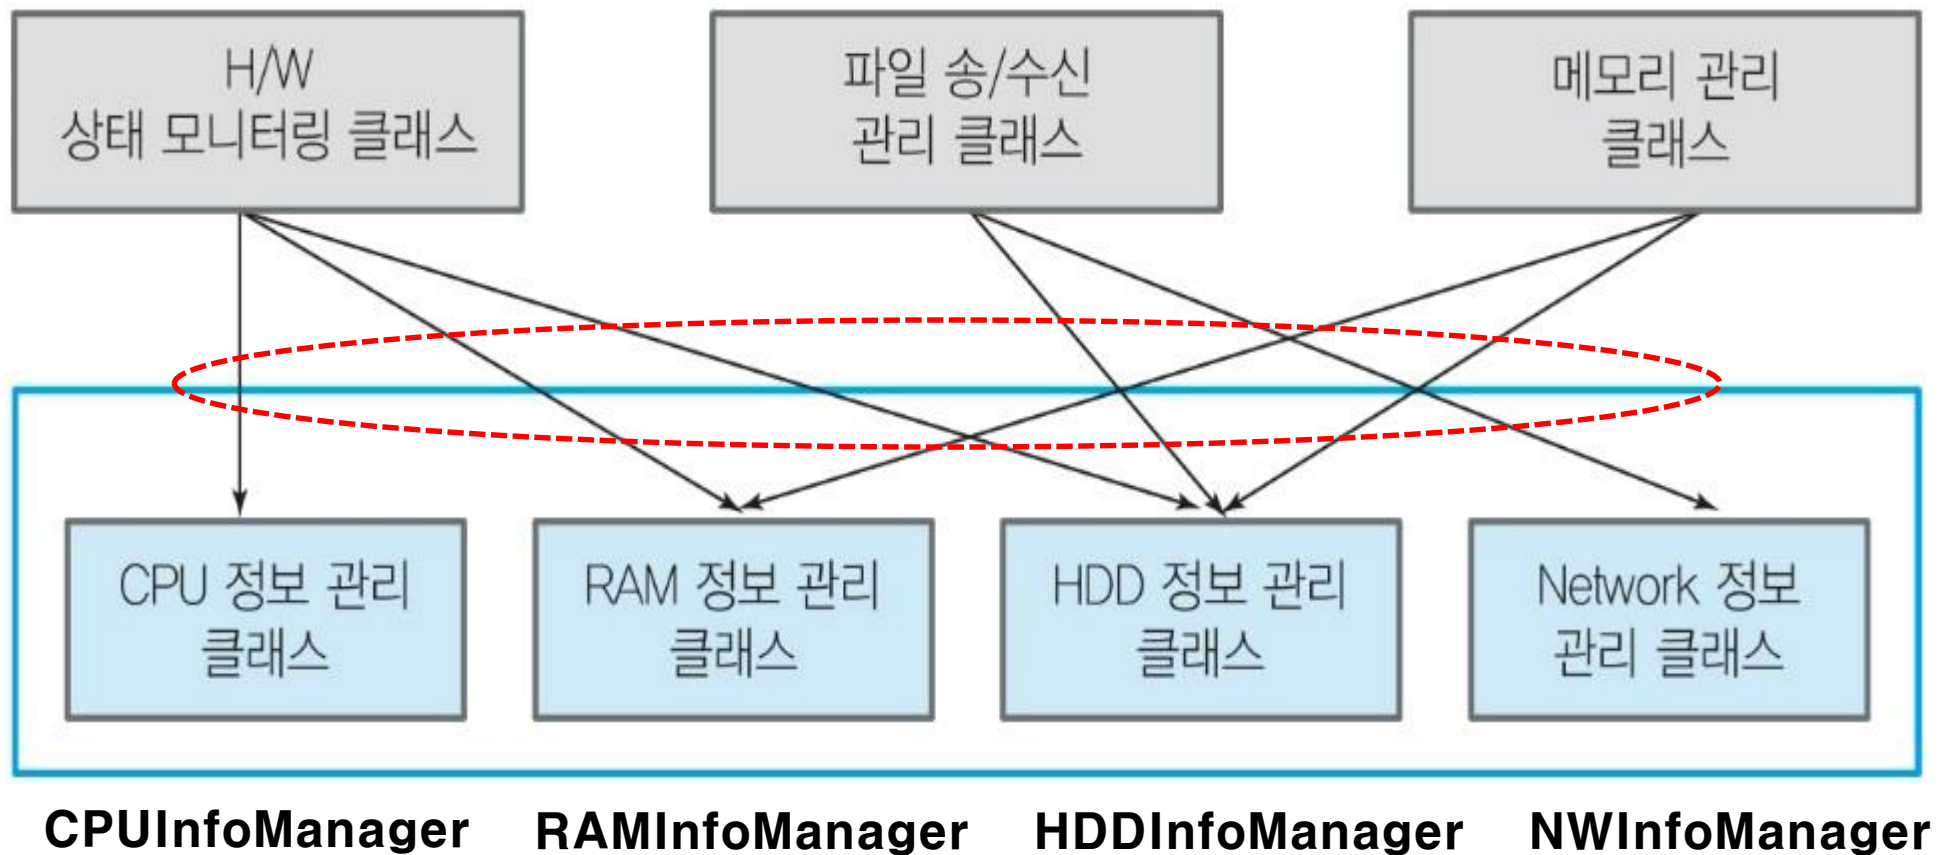 H/W
상태 모니터링 클래스
파일 송/수신
관리 클래스
메모리 관리
클래스
CPU 정보 관리
클래스
RAM 정보 관리
클래스
HDD 정보 관리
클래스
Network 정보
관리 클래스
CPUInfoManager
RAMInfoManager
HDDInfoManager
NWInfoManager